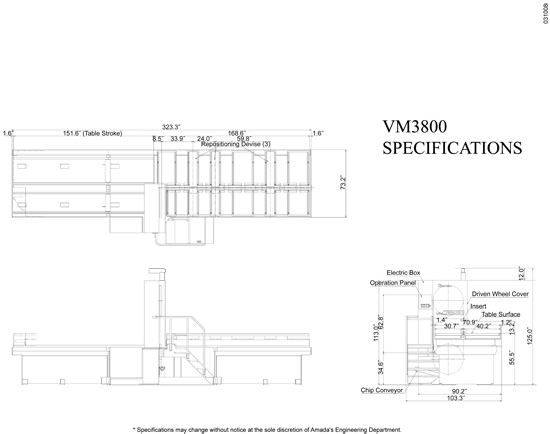 03100B
VM3800
SPECIFICATIONS
323.3"
1.6" 151.6" (Table Stroke) 168.6" 1.6"
8.5" 33.9" 24.0" 59.8"
Repositioning Devise (3)
73.2"
Electric Box
Operation Panel
12.0"
Driven Wheel Cover
Insert
Table Surface
1.4" 70.9" 1.2"
30.7" 40.2"
13.2"
62.8"
113.0"
125.0"
34.6"
55.5"
Chip Conveyor
90.2"
103.3"
* Specifications may change without notice at the sole discretion of Amada's Engineering Department.